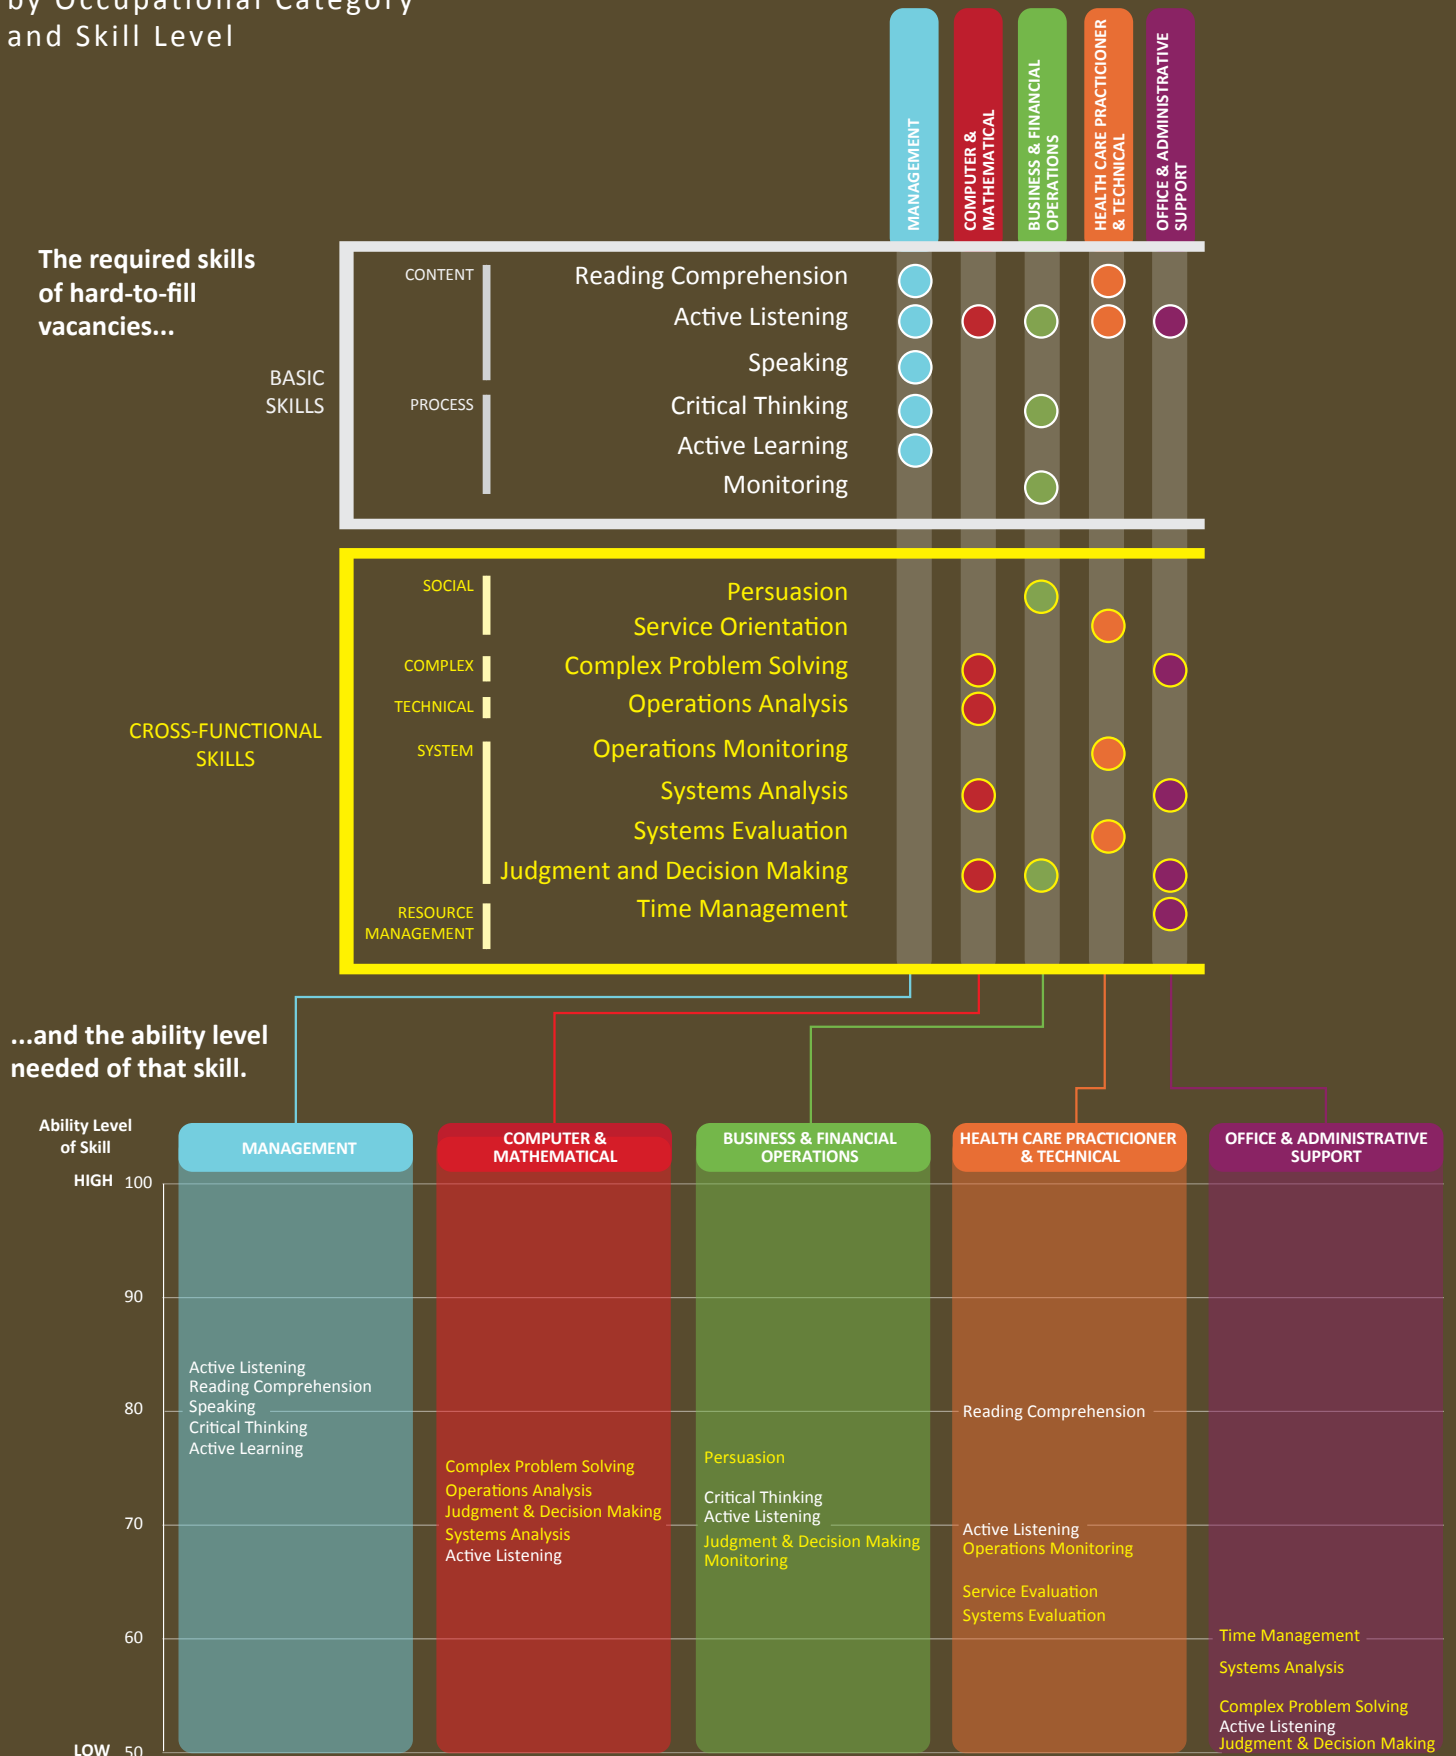 by Occupational Category
and Skill Level
MANAGEMENT
COMPUTER &
MATHEMATICAL
BUSINESS & FINANCIAL
OPERATIONS
HEALTH CARE PRACTICIONER
& TECHNICAL
OFFICE & ADMINISTRATIVE
SUPPORT
The required skills
of hard-to-fill
vacancies...
BASIC
SKILLS
CONTENT
Reading Comprehension
Active Listening
Speaking
PROCESS
Critical Thinking
Active Learning
Monitoring
CROSS-FUNCTIONAL
SKILLS
SOCIAL
Persuasion
Service Orientation
COMPLEX
Complex Problem Solving
TECHNICAL
Operations Analysis
SYSTEM
Operations Monitoring
Systems Analysis
Systems Evaluation
Judgment and Decision Making
RESOURCE
MANAGEMENT
Time Management
...and the ability level
needed of that skill.
Ability Level
of Skill
HIGH 100
90
80
70
60
LOW 50
MANAGEMENT
Active Listening
Reading Comprehension
Speaking
Critical Thinking
Active Learning
COMPUTER &
MATHEMATICAL
Complex Problem Solving
Operations Analysis
Judgment & Decision Making
Systems Analysis
Active Listening
BUSINESS & FINANCIAL
OPERATIONS
Persuasion
Critical Thinking
Active Listening
Judgment & Decision Making
Monitoring
HEALTH CARE PRACTICIONER
& TECHNICAL
Reading Comprehension
Active Listening
Operations Monitoring
Service Evaluation
Systems Evaluation
OFFICE & ADMINISTRATIVE
SUPPORT
Time Management
Systems Analysis
Complex Problem Solving
Active Listening
Judgment & Decision Making